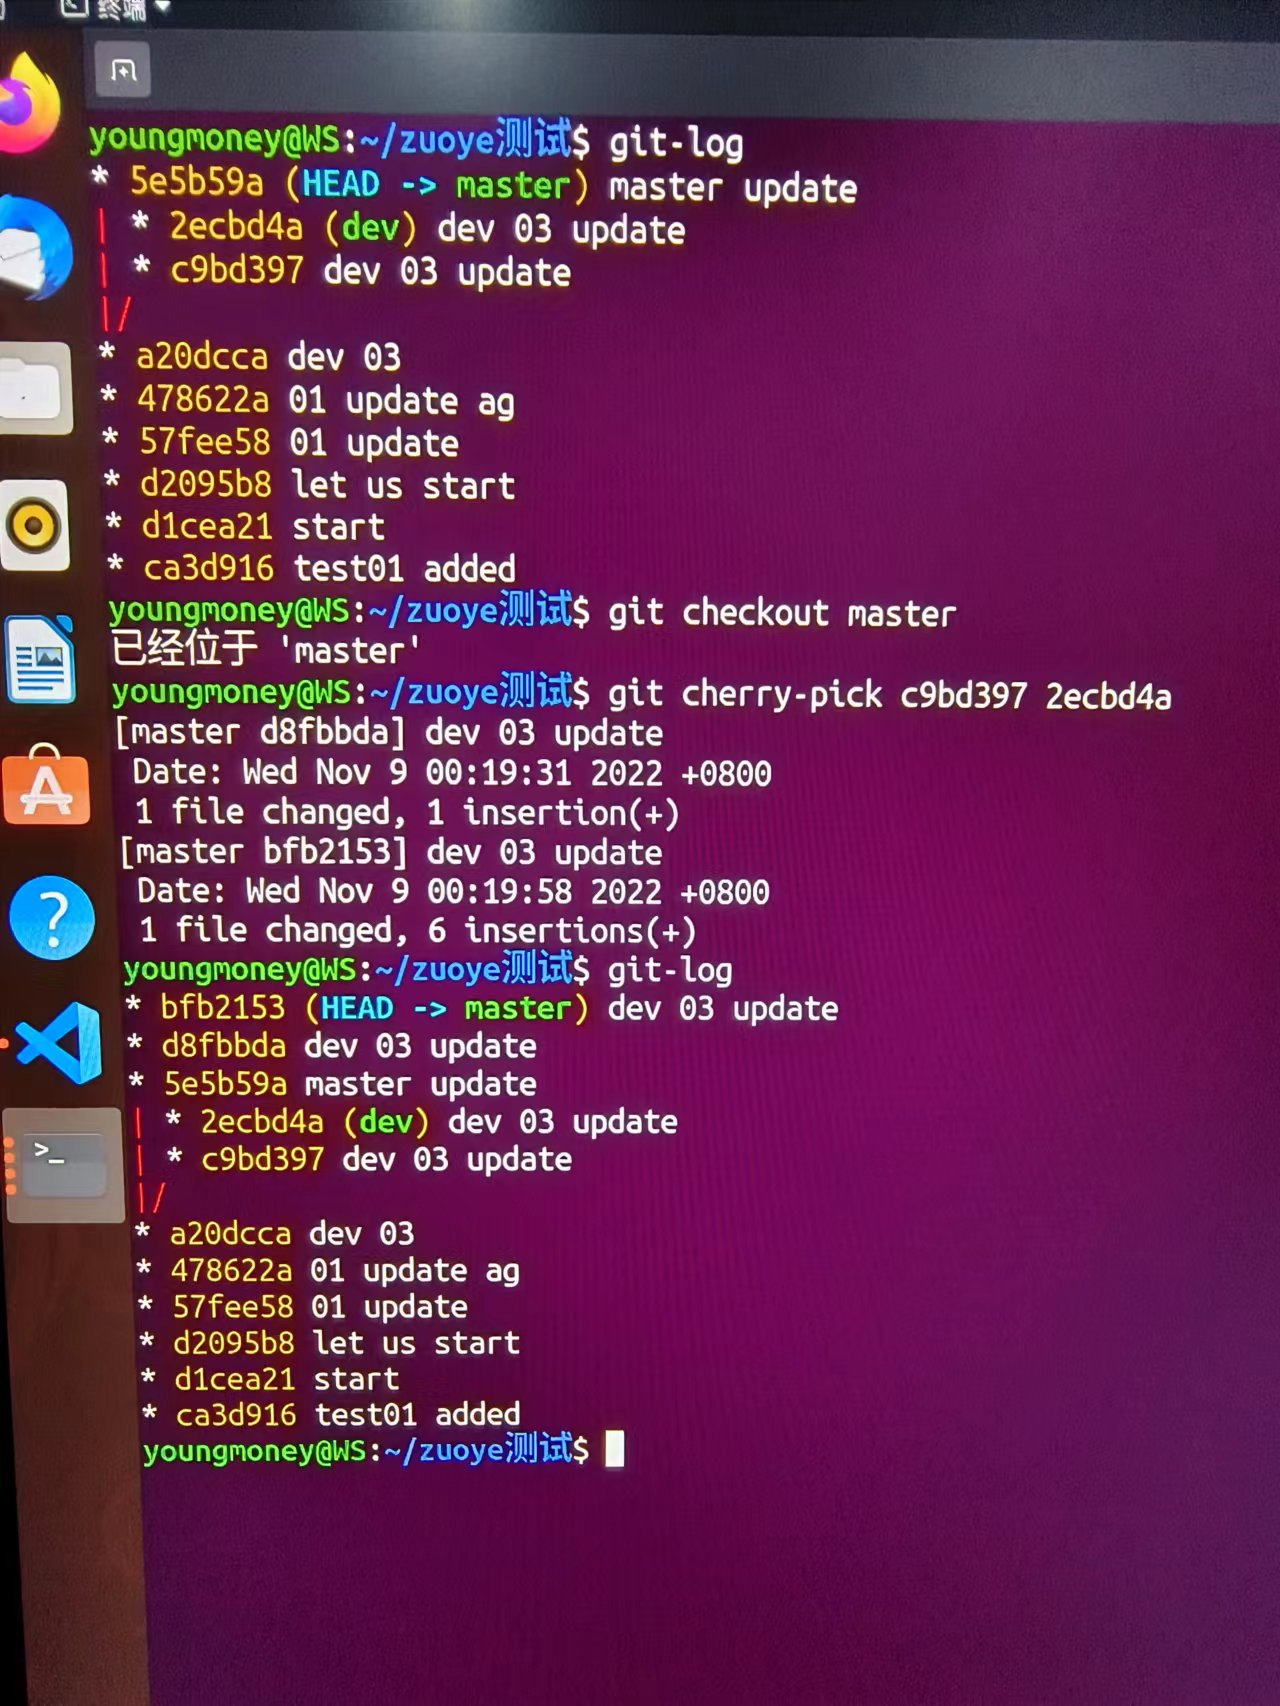 终端
youngmoney@WS:~/zuoye测试$ git-log
* 5e5b59a (HEAD -> master) master update
| * 2ecbd4a (dev) dev 03 update
| * c9bd397 dev 03 update
|/
* a20dcca dev 03
* 478622a 01 update ag
* 57fee58 01 update
* d2095b8 let us start
* d1cea21 start
* ca3d916 test01 added
youngmoney@WS:~/zuoye测试$ git checkout master
已经位于 'master'
youngmoney@WS:~/zuoye测试$ git cherry-pick c9bd397 2ecbd4a
[master d8fbbda] dev 03 update
 Date: Wed Nov 9 00:19:31 2022 +0800
 1 file changed, 1 insertion(+)
[master bfb2153] dev 03 update
 Date: Wed Nov 9 00:19:58 2022 +0800
 1 file changed, 6 insertions(+)
youngmoney@WS:~/zuoye测试$ git-log
* bfb2153 (HEAD -> master) dev 03 update
* d8fbbda dev 03 update
* 5e5b59a master update
| * 2ecbd4a (dev) dev 03 update
| * c9bd397 dev 03 update
|/
* a20dcca dev 03
* 478622a 01 update ag
* 57fee58 01 update
* d2095b8 let us start
* d1cea21 start
* ca3d916 test01 added
youngmoney@WS:~/zuoye测试$